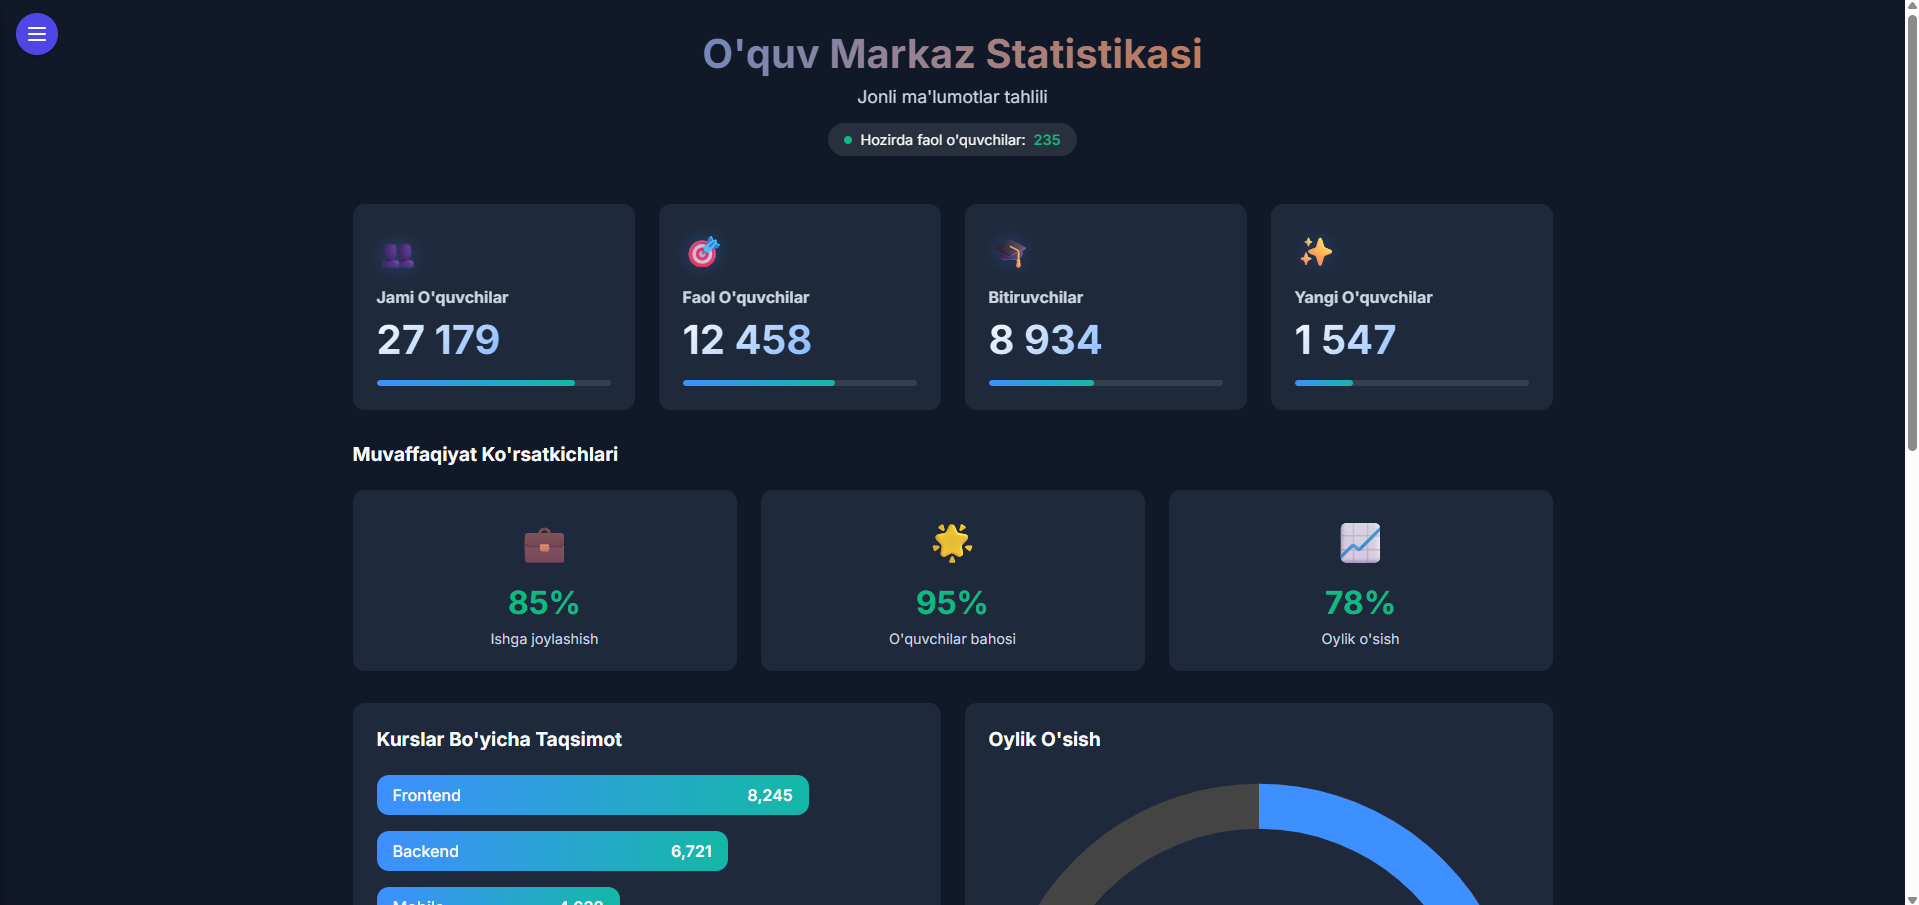 O'quv Markaz Statistikasi
Jonli ma'lumotlar tahlili
Hozirda faol o'quvchilar: 235
Jami O'quvchilar
27 179
Faol O'quvchilar
12 458
Bitiruvchilar
8 934
Yangi O'quvchilar
1 547
Muvaffaqiyat Ko'rsatkichlari
85%
Ishga joylashish
95%
O'quvchilar bahosi
78%
Oylik o'sish
Kurslar Bo'yicha Taqsimot
Frontend 8,245
Backend 6,721
Oylik O'sish